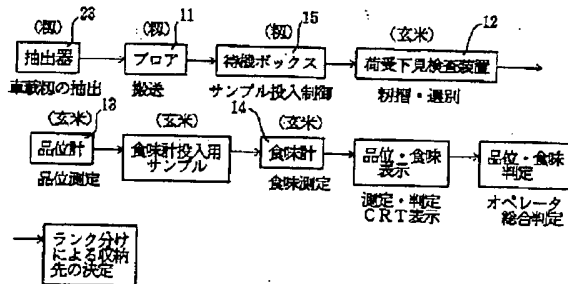 (籾) 23
抽出器
車載籾の抽出
(籾) 11
ブロア
搬送
(籾) 15
待機ボックス
サンプル投入制御
(玄米) 12
荷受下見検査装置
籾摺・選別
(玄米) 13
品位計
品位測定
(玄米)
食味計投入用
サンプル
14 (玄米)
食味計
食味測定
品位・食味
表示
測定・判定
CRT表示
品位・食味
判定
オペレータ
総合判定
ランク分け
による収納
先の決定